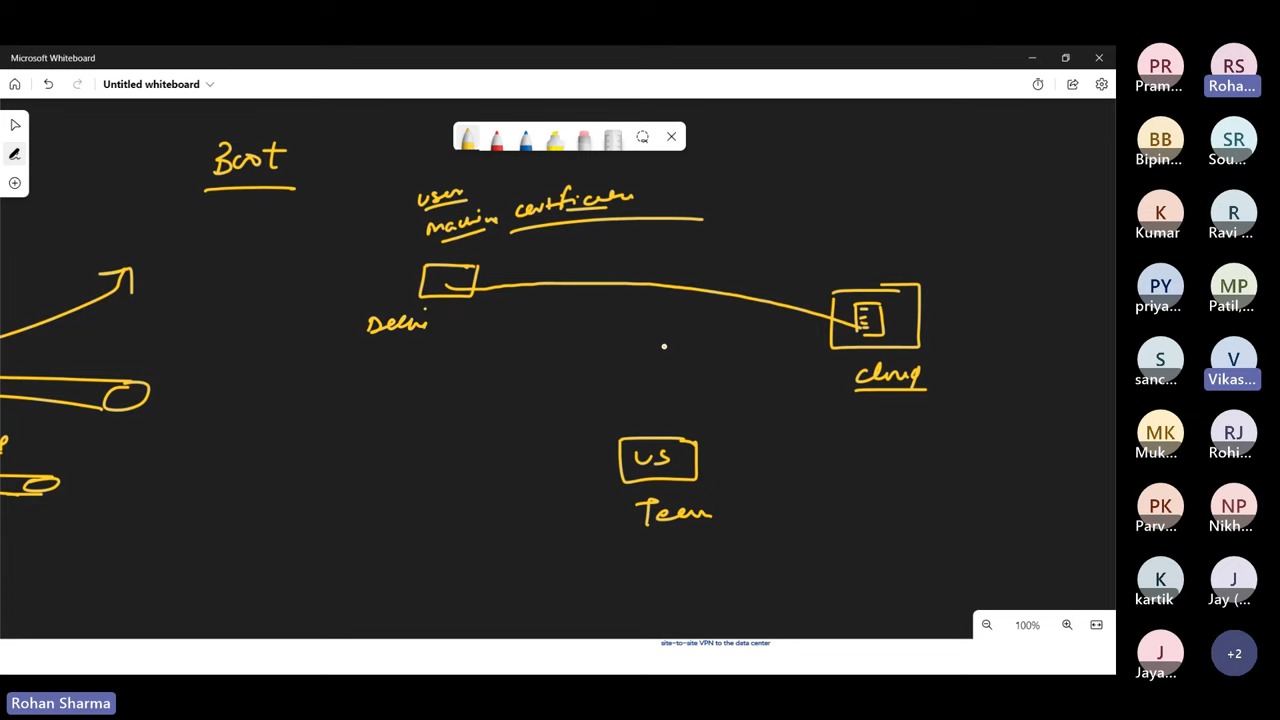 Microsoft Whiteboard
Untitled whiteboard
Boot
user
machine certificate
Delhi
cloud
US
Team
100%
site-to-site VPN to the data center
PR
Pram...
RS
Roha...
BB
Bipin...
SR
Sou...
K
Kumar
R
Ravi ...
PY
priya...
MP
Patil,...
S
sanc...
V
Vikas...
MK
Muk...
RJ
Rohi...
PK
Parv...
NP
Nikh...
K
kartik
J
Jay (...
J
Jaya...
+2
Rohan Sharma